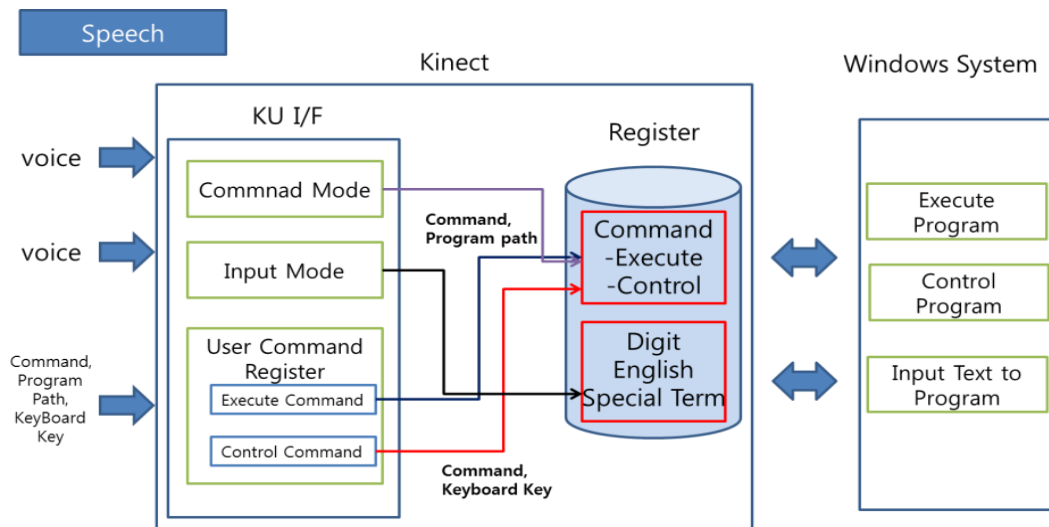 Speech
Kinect
Windows System
KU I/F
Register
voice
Commnad Mode
Command,
Program path
Command
-Execute
-Control
Execute
Program
voice
Input Mode
Control
Program
Command,
Program
Path,
KeyBoard
Key
User Command
Register
Execute Command
Control Command
Digit
English
Special Term
Input Text to
Program
Command,
Keyboard Key